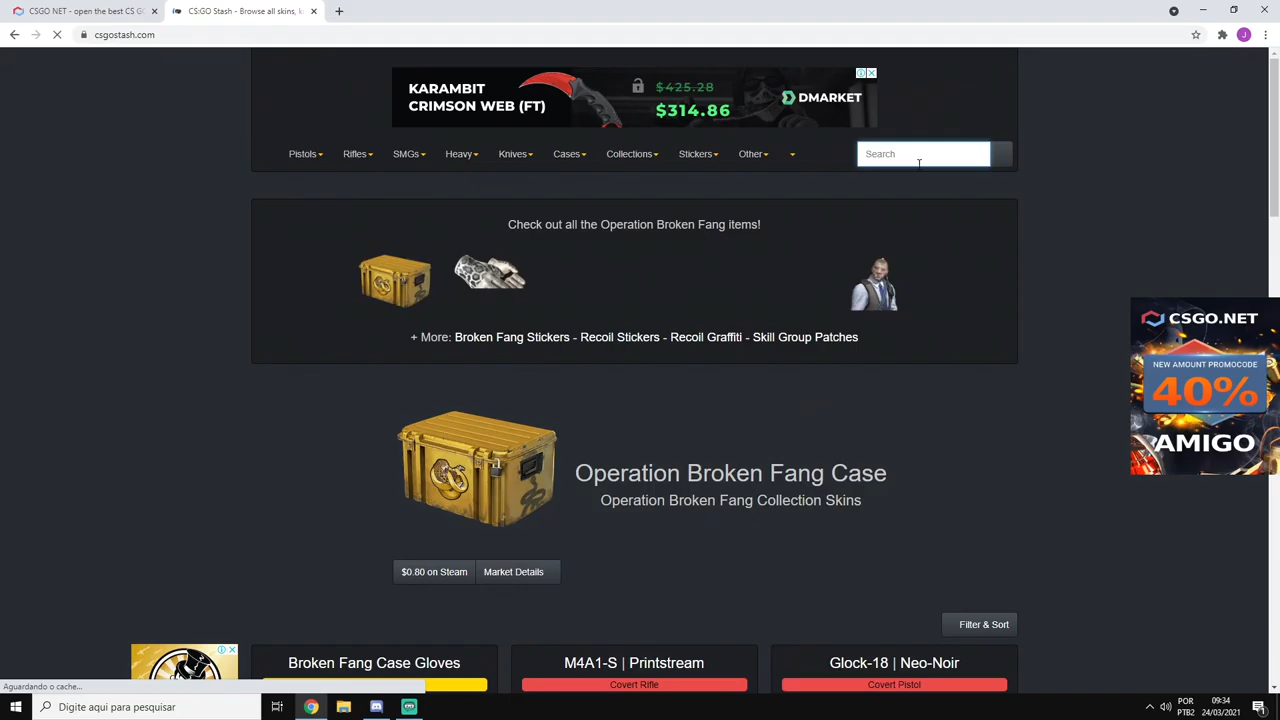 CSGO NET - open the best CS G
CS:GO Stash - Browse all skins, k
csgostash.com
J
KARAMBIT
CRIMSON WEB (FT)
$425.28
$314.86
DMARKET
Pistols
Rifles
SMGs
Heavy
Knives
Cases
Collections
Stickers
Other
Search
Check out all the Operation Broken Fang items!
+ More: Broken Fang Stickers - Recoil Stickers - Recoil Graffiti - Skill Group Patches
CSGO.NET
NEW AMOUNT PROMOCODE
40%
AMIGO
Operation Broken Fang Case
Operation Broken Fang Collection Skins
$0.80 on Steam
Market Details
Filter & Sort
Broken Fang Case Gloves
M4A1-S | Printstream
Glock-18 | Neo-Noir
Covert Rifle
Covert Pistol
Aguardando o cache...
Digite aqui para pesquisar
POR
PTB2
09:34
24/03/2021